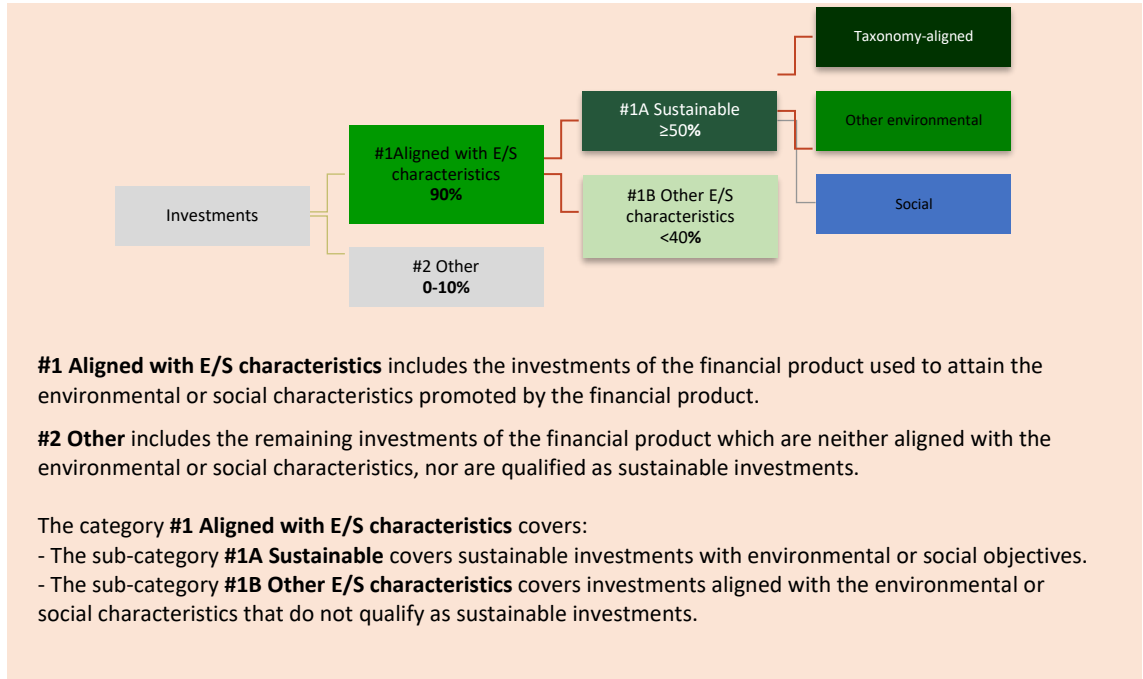 Taxonomy-aligned
#1A Sustainable
≥50%
Other environmental
#1Aligned with E/S
characteristics
90%
#1B Other E/S
characteristics
<40%
Social
Investments
#2 Other
0-10%
#1 Aligned with E/S characteristics includes the investments of the financial product used to attain the
environmental or social characteristics promoted by the financial product.
#2 Other includes the remaining investments of the financial product which are neither aligned with the
environmental or social characteristics, nor are qualified as sustainable investments.
The category #1 Aligned with E/S characteristics covers:
- The sub-category #1A Sustainable covers sustainable investments with environmental or social objectives.
- The sub-category #1B Other E/S characteristics covers investments aligned with the environmental or
social characteristics that do not qualify as sustainable investments.